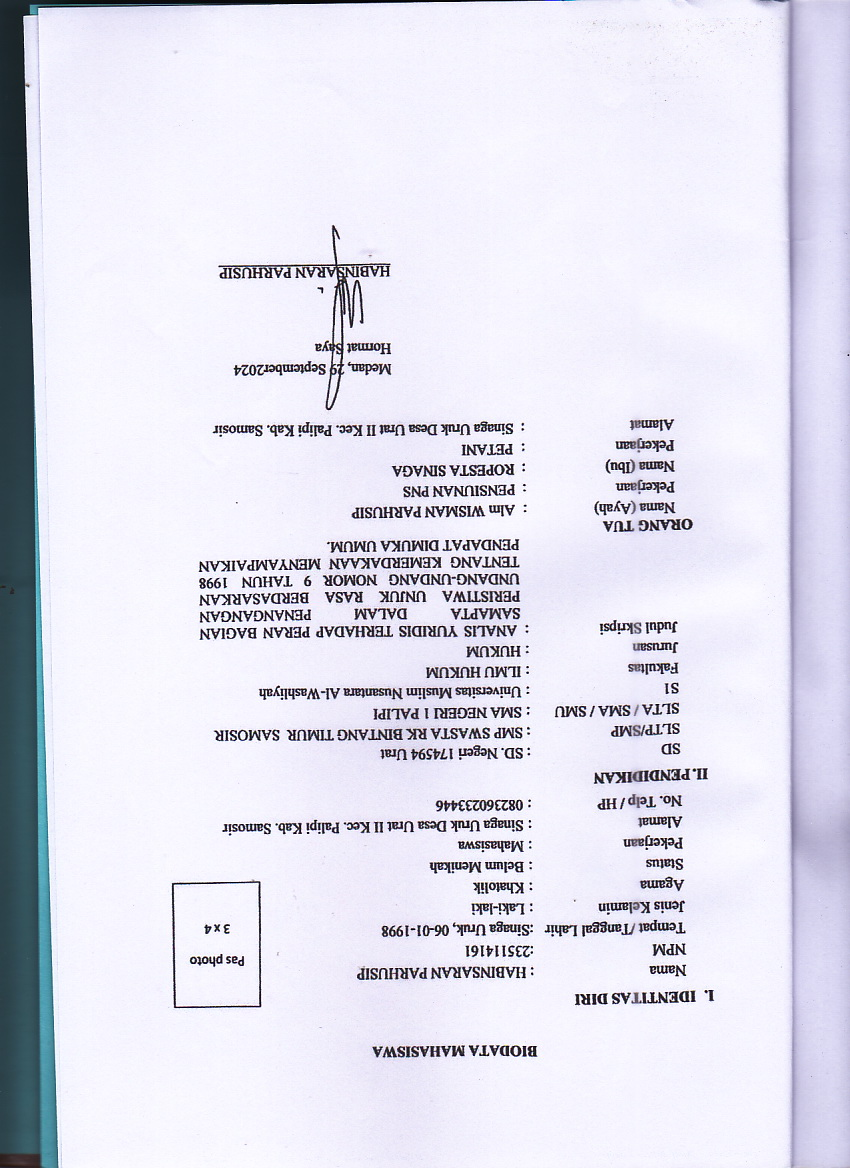 BIODATA MAHASISWA
I. IDENTITAS DIRI
Nama : HABINSARAN PARHUSIP
NPM :235114161
Tempat /Tanggal Lahir :Sinaga Uruk, 06-01-1998
Jenis Kelamin : Laki-laki
Agama : Khatolik
Status : Belum Menikah
Pekerjaan : Mahasiswa
Alamat : Sinaga Uruk Desa Urat II Kec. Palipi Kab. Samosir
No. Telp / HP : 082360233446
Pas photo
3 x 4
II. PENDIDIKAN
SD : SD. Negeri 174594 Urat
SLTP/SMP : SMP SWASTA RK BINTANG TIMUR SAMOSIR
SLTA / SMA / SMU : SMA NEGERI 1 PALIPI
S1 : Universitas Muslim Nusantara Al-Washliyah
Fakultas : ILMU HUKUM
Jurusan : HUKUM
Judul Skripsi : ANALIS YURIDIS TERHADAP PERAN BAGIAN
SAMAPTA DALAM PENANGANGAN
PERISTIWA UNJUK RASA BERDASARKAN
UNDANG-UNDANG NOMOR 9 TAHUN 1998
TENTANG KEMERDAKAAN MENYAMPAIKAN
PENDAPAT DIMUKA UMUM.
ORANG TUA
Nama (Ayah) : Alm WISMAN PARHUSIP
Pekerjaan : PENSIUNAN PNS
Nama (Ibu) : ROPESTA SINAGA
Pekerjaan : PETANI
Alamat : Sinaga Uruk Desa Urat II Kec. Palipi Kab. Samosir
Medan, 29 September2024
Hormat Saya
HABINSARAN PARHUSIP